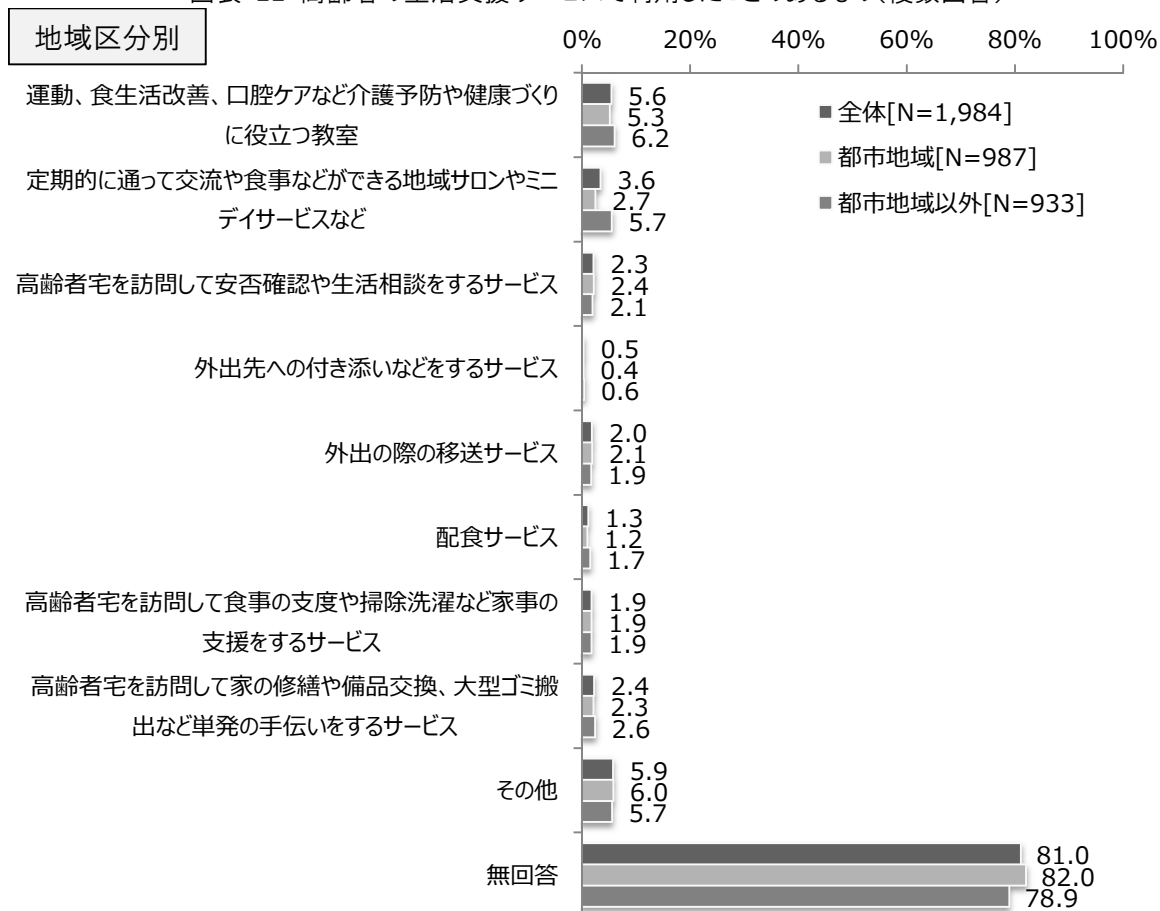 地域区分別
0% 20% 40% 60% 80% 100%
全体[N=1,984]
都市地域[N=987]
都市地域以外[N=933]
運動、食生活改善、口腔ケアなど介護予防や健康づくり
に役立つ教室
5.6
5.3
6.2
定期的に通って交流や食事などができる地域サロンやミニ
デイサービスなど
3.6
2.7
5.7
高齢者宅を訪問して安否確認や生活相談をするサービス
2.3
2.4
2.1
外出先への付き添いなどをするサービス
0.5
0.4
0.6
外出の際の移送サービス
2.0
2.1
1.9
配食サービス
1.3
1.2
1.7
高齢者宅を訪問して食事の支度や掃除洗濯など家事の
支援をするサービス
1.9
1.9
1.9
高齢者宅を訪問して家の修繕や備品交換、大型ゴミ搬
出など単発の手伝いをするサービス
2.4
2.3
2.6
その他
5.9
6.0
5.7
無回答
81.0
82.0
78.9